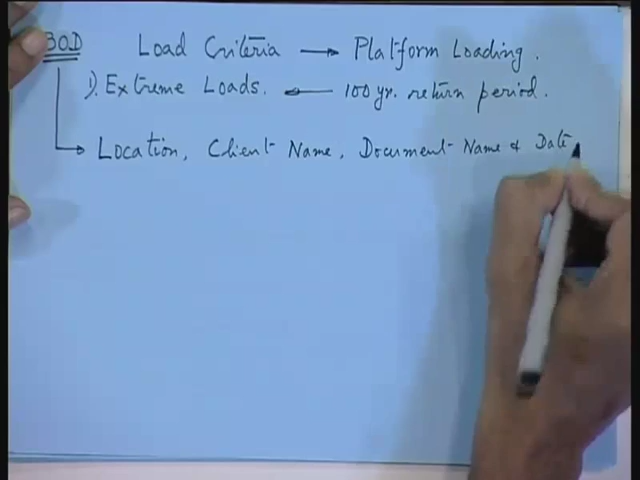 BOD Load Criteria → Platform Loading.
1). Extreme Loads. ← 100 yr. return period.
Location, Client Name, Document Name & Date